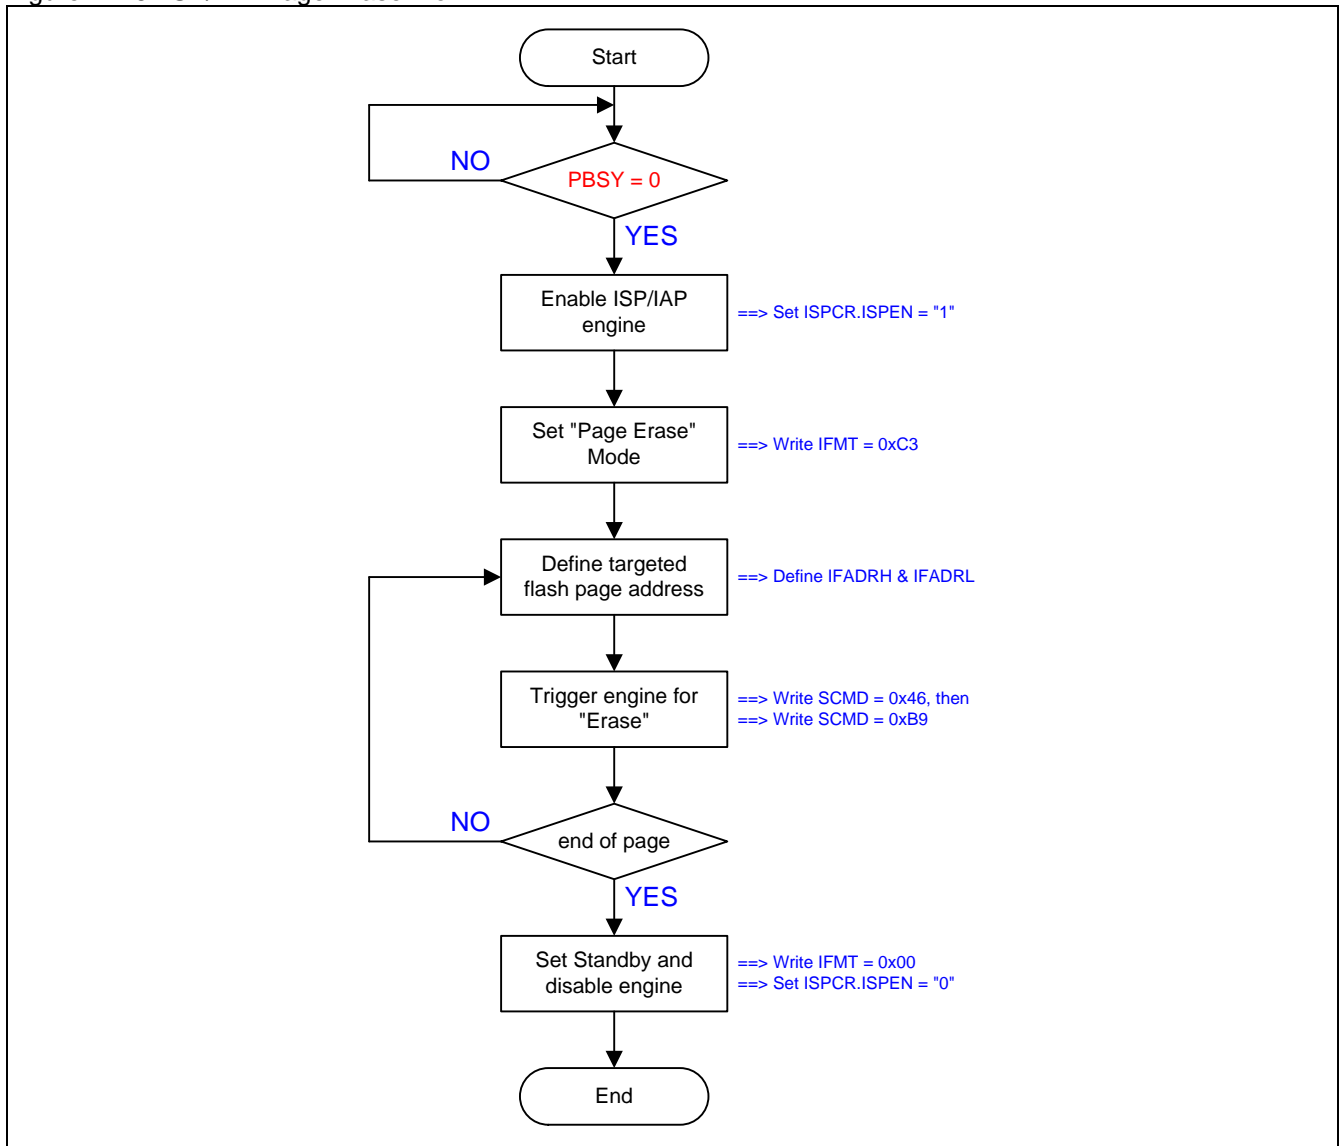 Start
NO
PBSY = 0
YES
Enable ISP/IAP
engine
==> Set ISPCR.ISPEN = "1"
Set "Page Erase"
Mode
==> Write IFMT = 0xC3
Define targeted
flash page address
==> Define IFADRH & IFADRL
Trigger engine for
"Erase"
==> Write SCMD = 0x46, then
==> Write SCMD = 0xB9
NO
end of page
YES
Set Standby and
disable engine
==> Write IFMT = 0x00
==> Set ISPCR.ISPEN = "0"
End